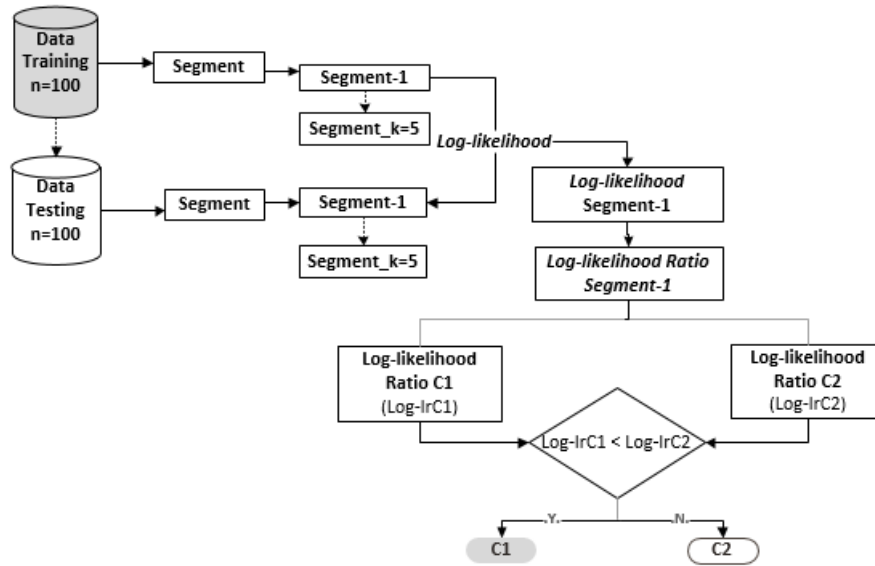 Data
Training
n=100
Segment
Segment-1
Segment_k=5
Log-likelihood
Data
Testing
n=100
Segment
Segment-1
Segment_k=5
Log-likelihood
Segment-1
Log-likelihood Ratio
Segment-1
Log-likelihood
Ratio C1
(Log-lrC1)
Log-likelihood
Ratio C2
(Log-lrC2)
Log-lrC1 < Log-lrC2
.Y.
.N.
C1
C2